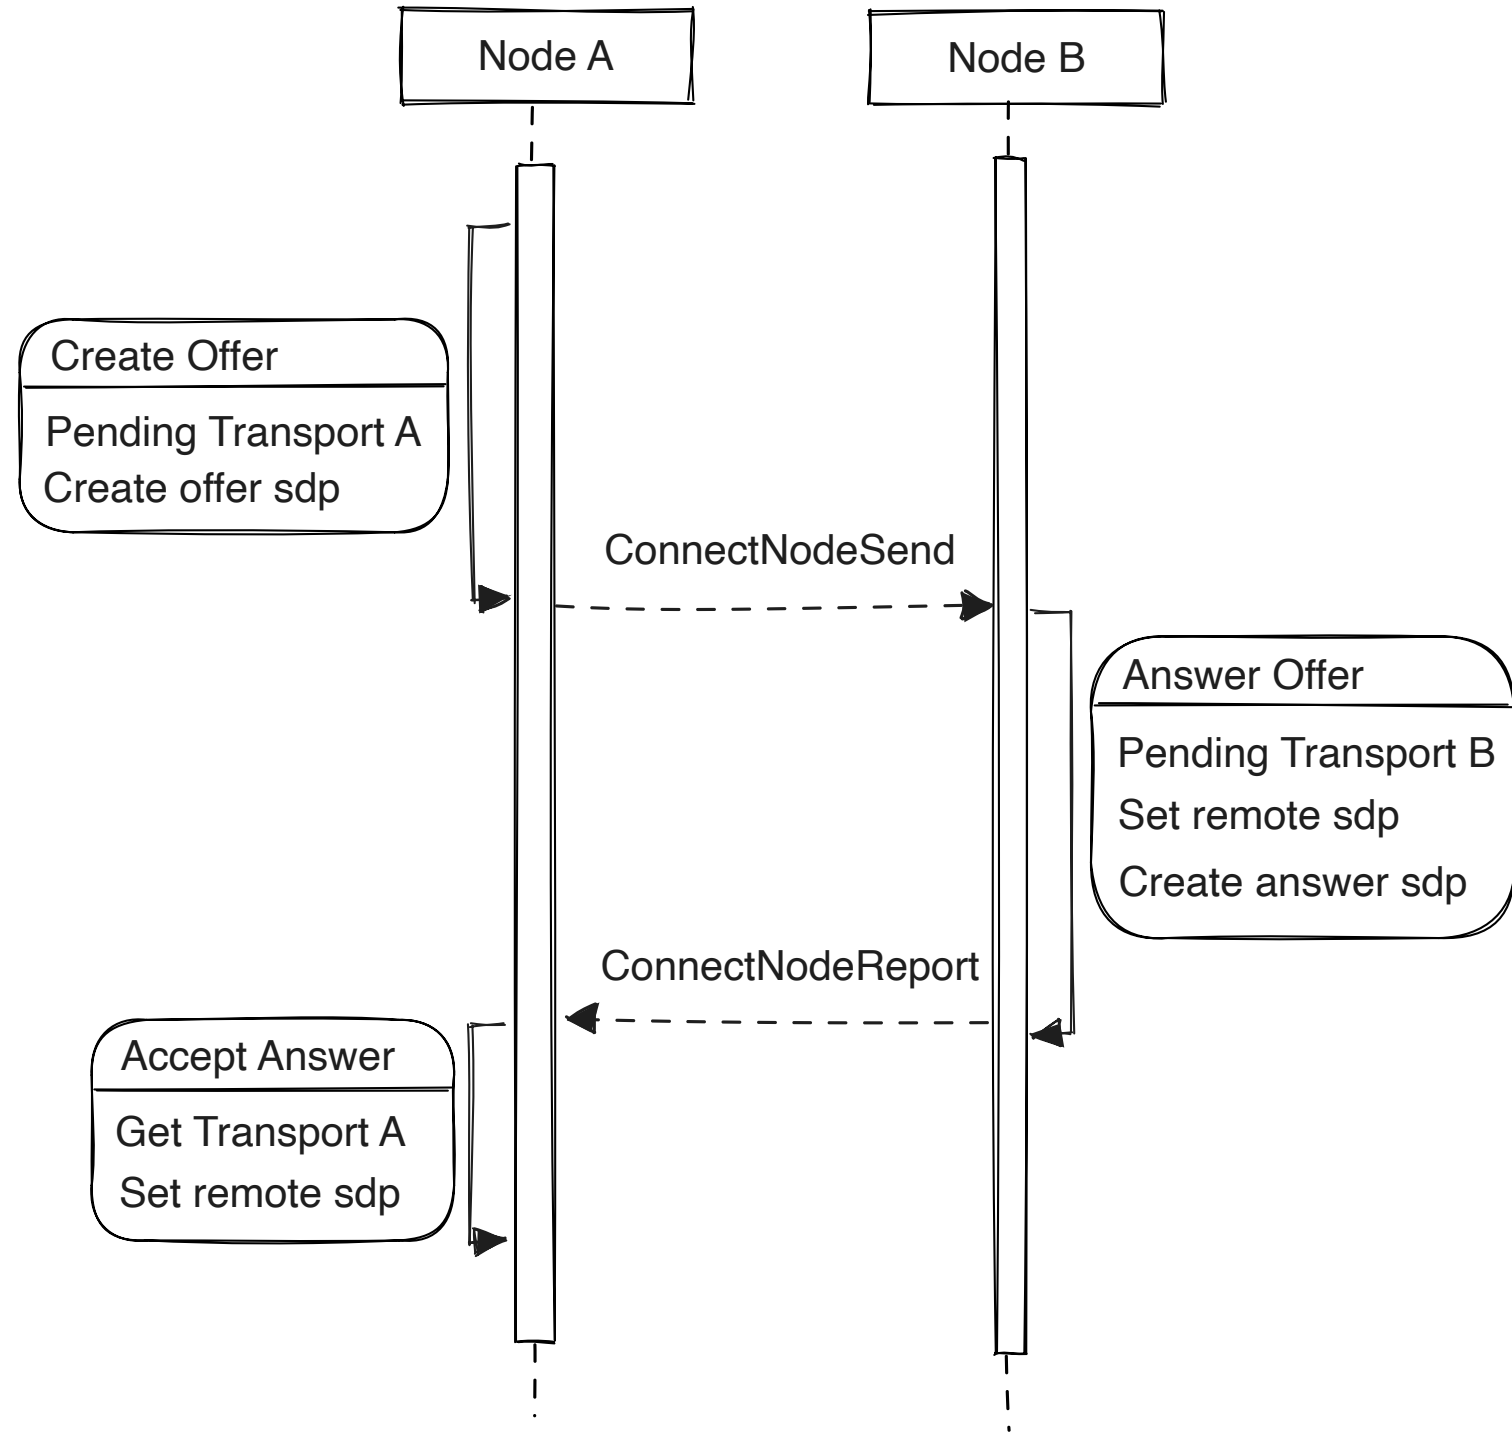 Node A
Node B
Create Offer
Pending Transport A
Create offer sdp
ConnectNodeSend
Answer Offer
Pending Transport B
Set remote sdp
Create answer sdp
ConnectNodeReport
Accept Answer
Get Transport A
Set remote sdp